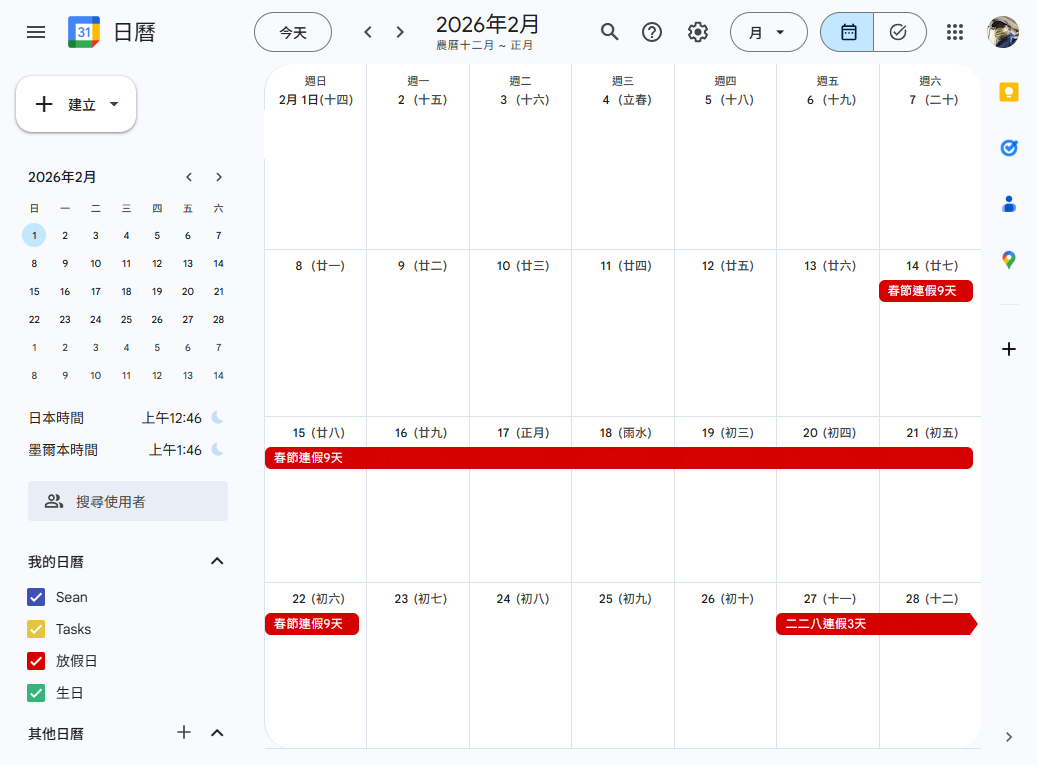 日曆
今天
2026年2月
農曆十二月 ~ 正月
月
建立
2026年2月
日 一 二 三 四 五 六
1 2 3 4 5 6 7
8 9 10 11 12 13 14
15 16 17 18 19 20 21
22 23 24 25 26 27 28
1 2 3 4 5 6 7
8 9 10 11 12 13 14
日本時間 上午12:46
墨爾本時間 上午1:46
搜尋使用者
我的日曆
Sean
Tasks
放假日
生日
其他日曆
週日 週一 週二 週三 週四 週五 週六
2月 1日(十四) 2 (十五) 3 (十六) 4 (立春) 5 (十八) 6 (十九) 7 (二十)
8 (廿一) 9 (廿二) 10 (廿三) 11 (廿四) 12 (廿五) 13 (廿六) 14 (廿七)
春節連假9天
15 (廿八) 16 (廿九) 17 (正月) 18 (雨水) 19 (初三) 20 (初四) 21 (初五)
春節連假9天
22 (初六) 23 (初七) 24 (初八) 25 (初九) 26 (初十) 27 (十一) 28 (十二)
春節連假9天 二二八連假3天
31